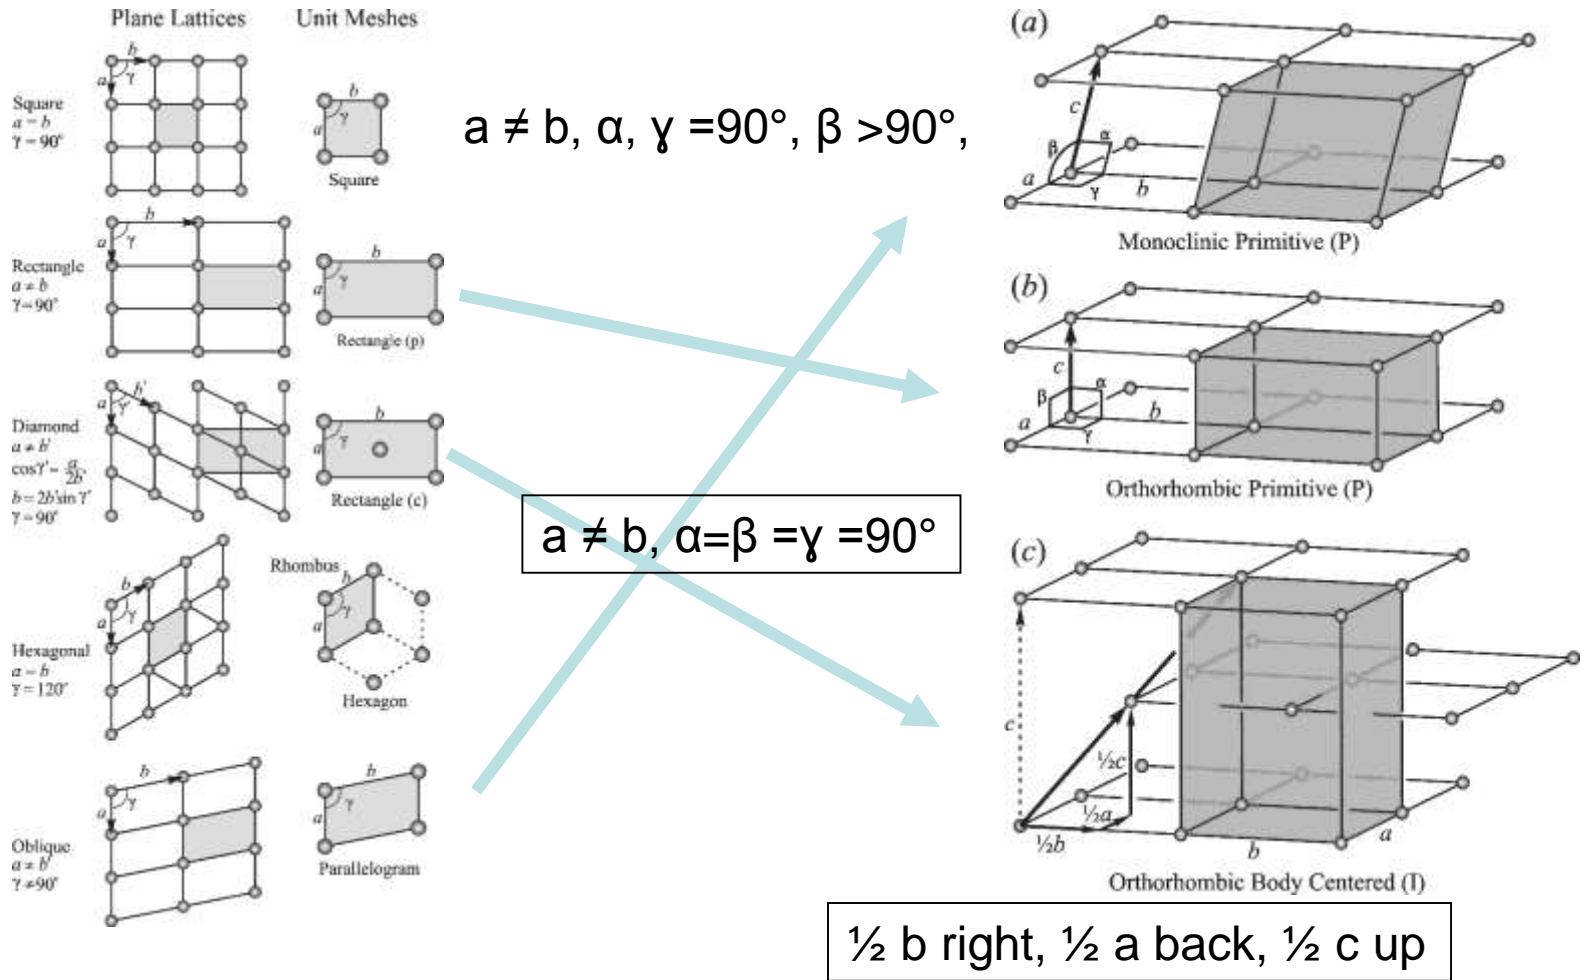 Plane Lattices
Unit Meshes
b
a
γ
Square
a = b
γ = 90°
b
a
γ
Square
b
a
γ
Rectangle
a ≠ b
γ = 90°
b
a
γ
Rectangle (p)
b'
a
γ'
Diamond
a ≠ b'
cosγ' = a/2b'
b = 2b'sin γ'
γ = 90°
b
a
γ
Rectangle (c)
b
a
γ
Hexagonal
a = b
γ = 120°
Rhombus
b
a
γ
Hexagon
b
a
γ
Oblique
a ≠ b'
γ ≠ 90°
b
a
γ
Parallelogram
a ≠ b, α, ɣ =90°, β >90°,
a ≠ b, α=β =ɣ =90°
(a)
c
β
α
a
γ
b
Monoclinic Primitive (P)
(b)
c
β
α
a
γ
b
Orthorhombic Primitive (P)
(c)
c
½c
½a
½b
b
a
Orthorhombic Body Centered (I)
½ b right, ½ a back, ½ c up